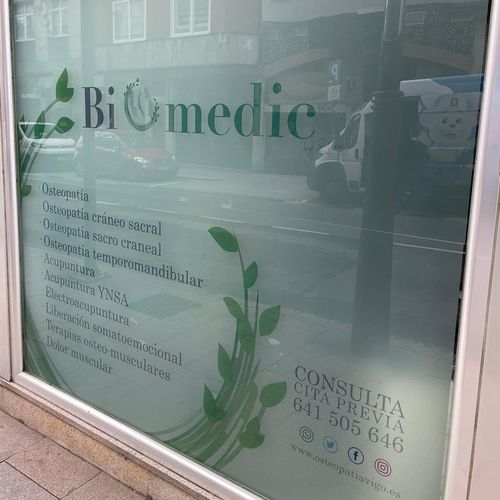 Biomedic
· Osteopatía
· Osteopatía cráneo sacral
· Osteopatía sacro craneal
· Osteopatía temporomandibular
· Acupuntura
· Acupuntura YNSA
· Electroacupuntura
· Liberación somatoemocional
· Terapias osteo-musculares
· Dolor muscular
CONSULTA
CITA PREVIA
641 505 646
www.osteopatiavigo.es